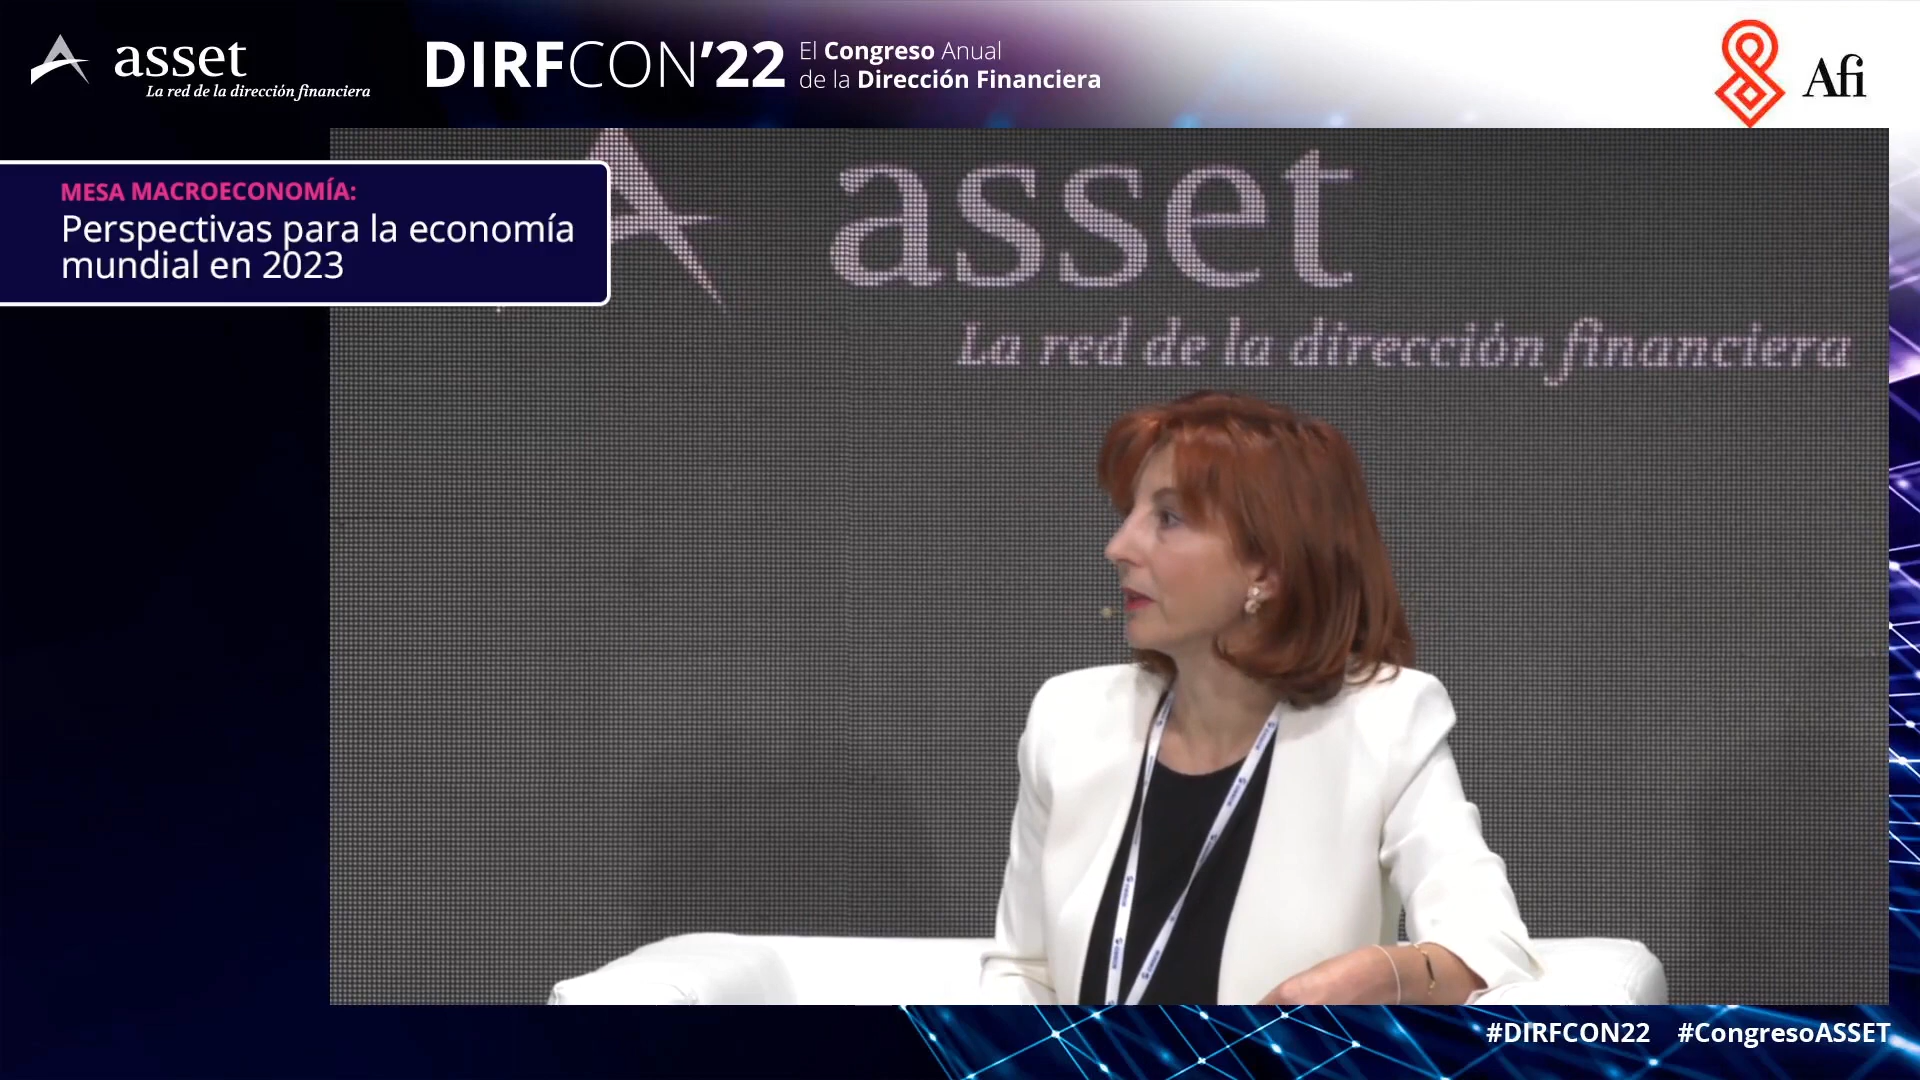 asset
La red de la dirección financiera
DIRFCON'22
El Congreso Anual
de la Dirección Financiera
Afi
MESA MACROECONOMÍA:
Perspectivas para la economía
mundial en 2023
asset
La red de la dirección financiera
#DIRFCON22 #CongresoASSET